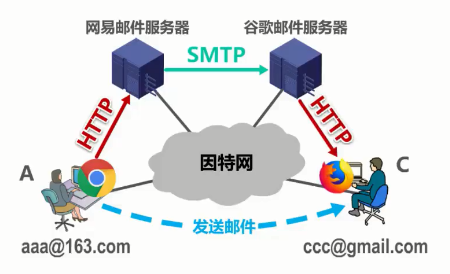 网易邮件服务器
谷歌邮件服务器
SMTP
HTTP
HTTP
因特网
A
C
发送邮件
aaa@163.com
ccc@gmail.com